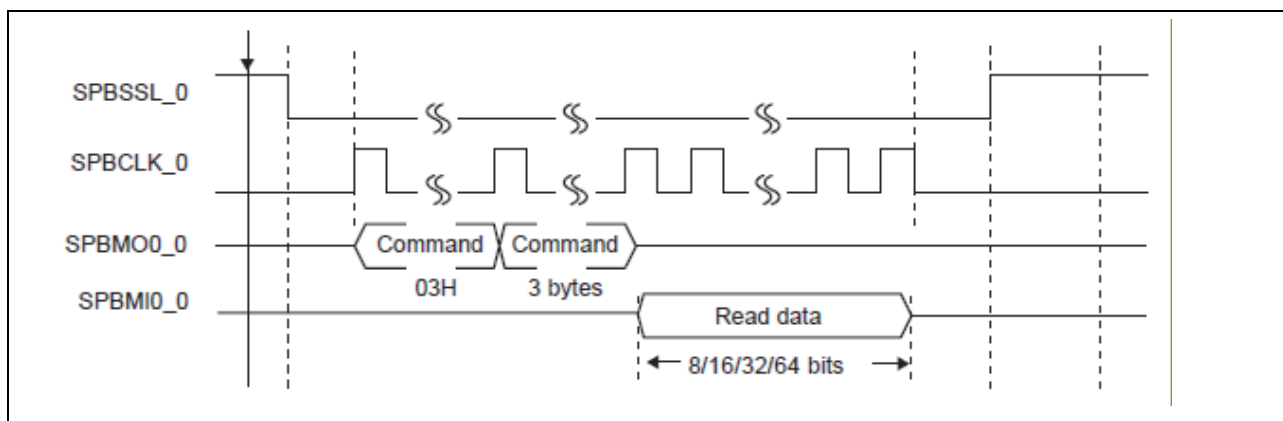 SPBSSL_0
SPBCLK_0
SPBMO0_0 Command Command
03H 3 bytes
SPBMI0_0 Read data
8/16/32/64 bits